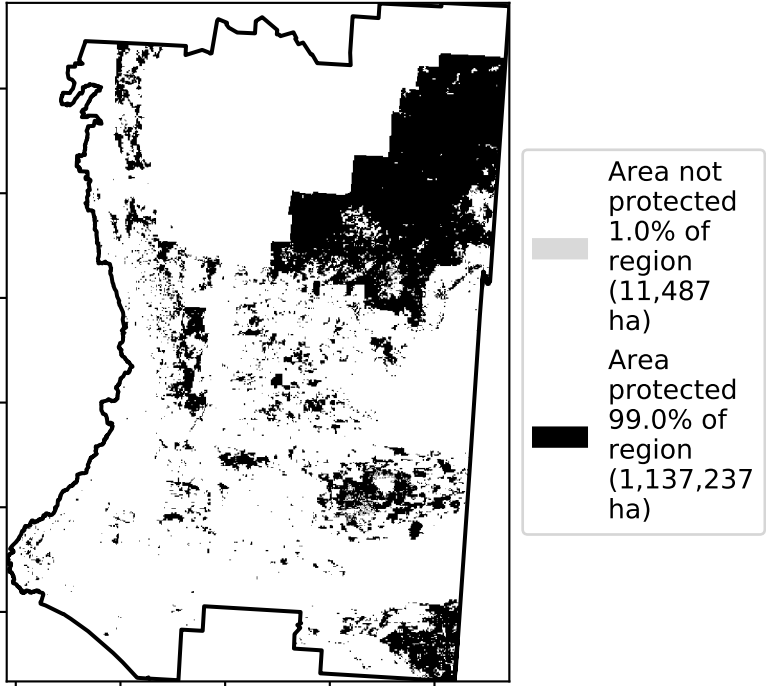 Area not
protected
1.0% of
region
(11,487
ha)
Area
protected
99.0% of
region
(1,137,237
ha)